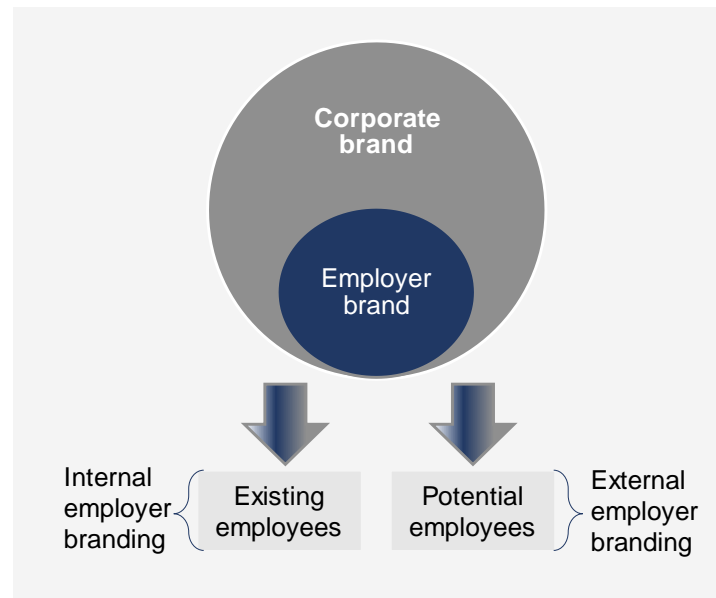 Corporate
brand
Employer
brand
Internal
employer
branding
Existing
employees
Potential
employees
External
employer
branding